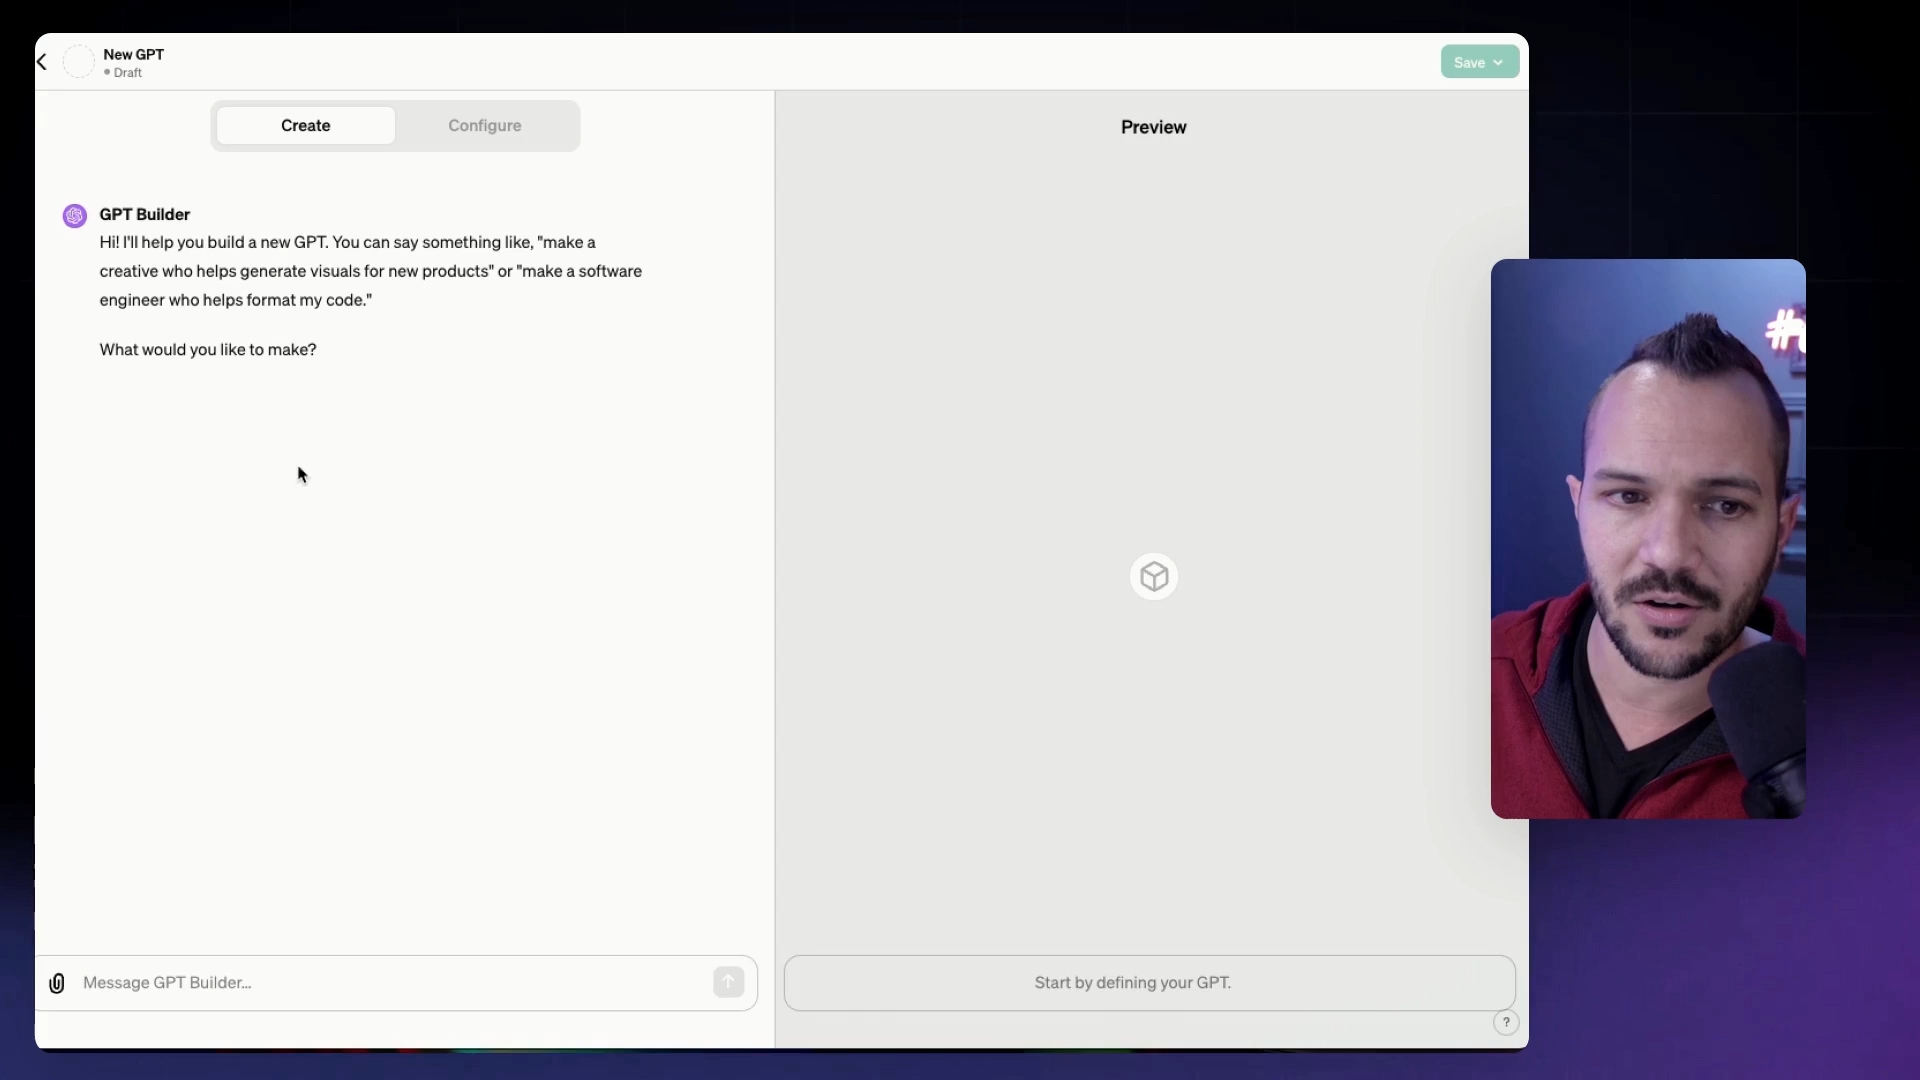 New GPT
Draft
Save
Create
Configure
Preview
GPT Builder
Hi! I'll help you build a new GPT. You can say something like, "make a
creative who helps generate visuals for new products" or "make a software
engineer who helps format my code."
What would you like to make?
#
Message GPT Builder...
Start by defining your GPT.
?